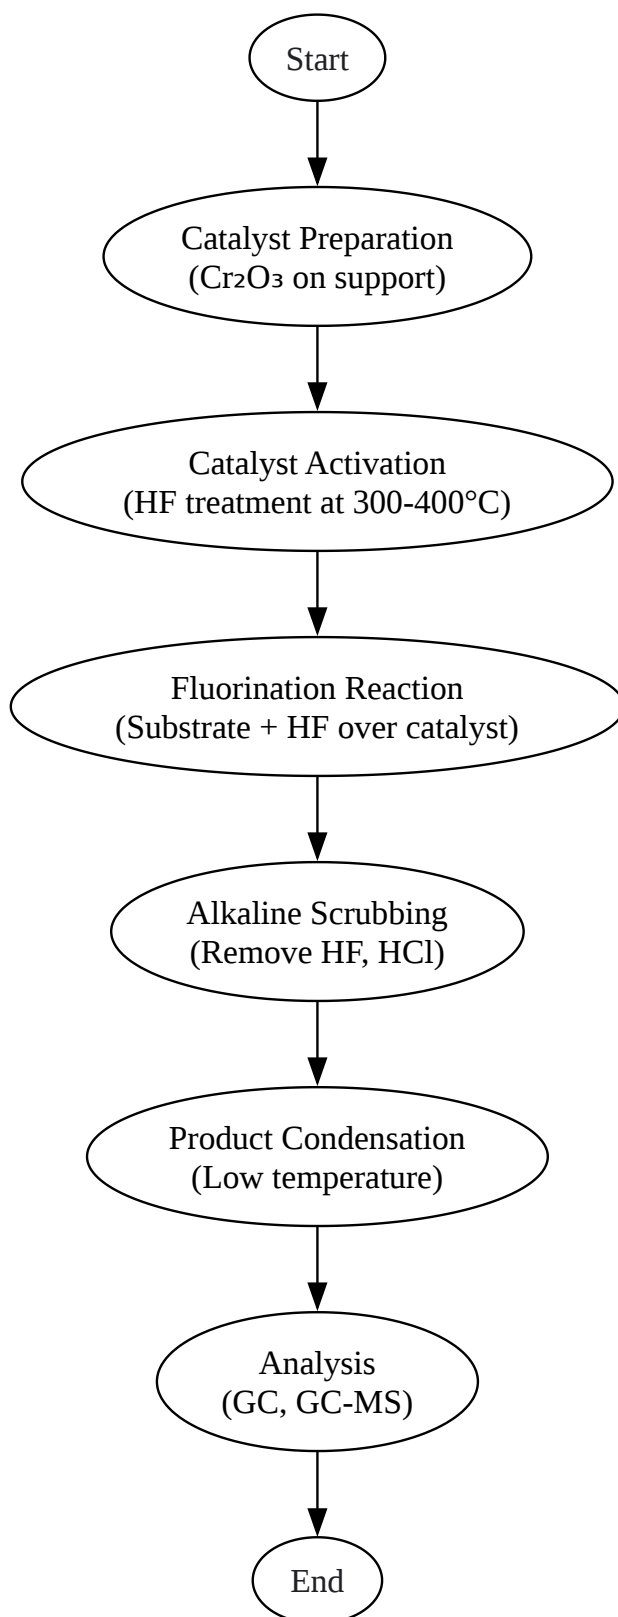 Start
Catalyst Preparation
(Cr₂O₃ on support)
Catalyst Activation
(HF treatment at 300-400°C)
Fluorination Reaction
(Substrate + HF over catalyst)
Alkaline Scrubbing
(Remove HF, HCl)
Product Condensation
(Low temperature)
Analysis
(GC, GC-MS)
End